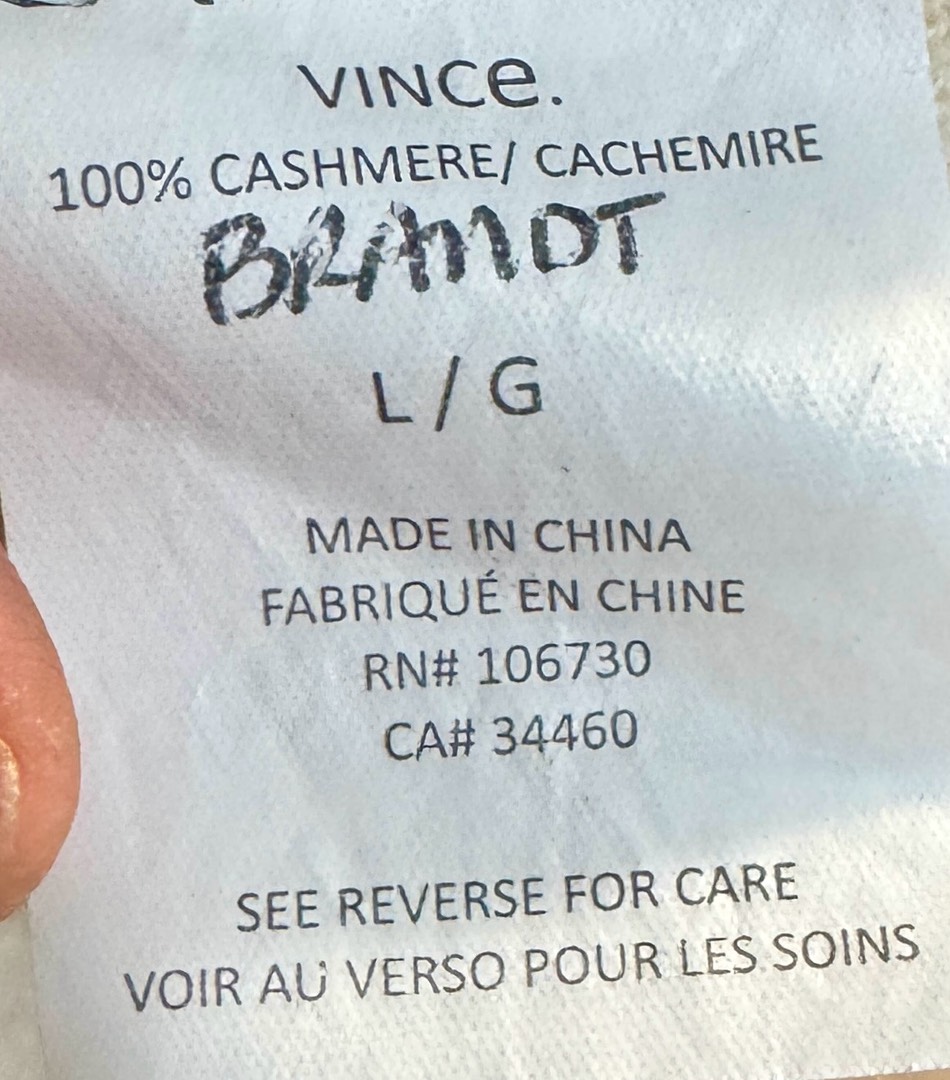 VINCe.
100% CASHMERE/ CACHEMIRE
BRANDT
L / G
MADE IN CHINA
FABRIQUÉ EN CHINE
RN# 106730
CA# 34460
SEE REVERSE FOR CARE
VOIR AU VERSO POUR LES SOINS